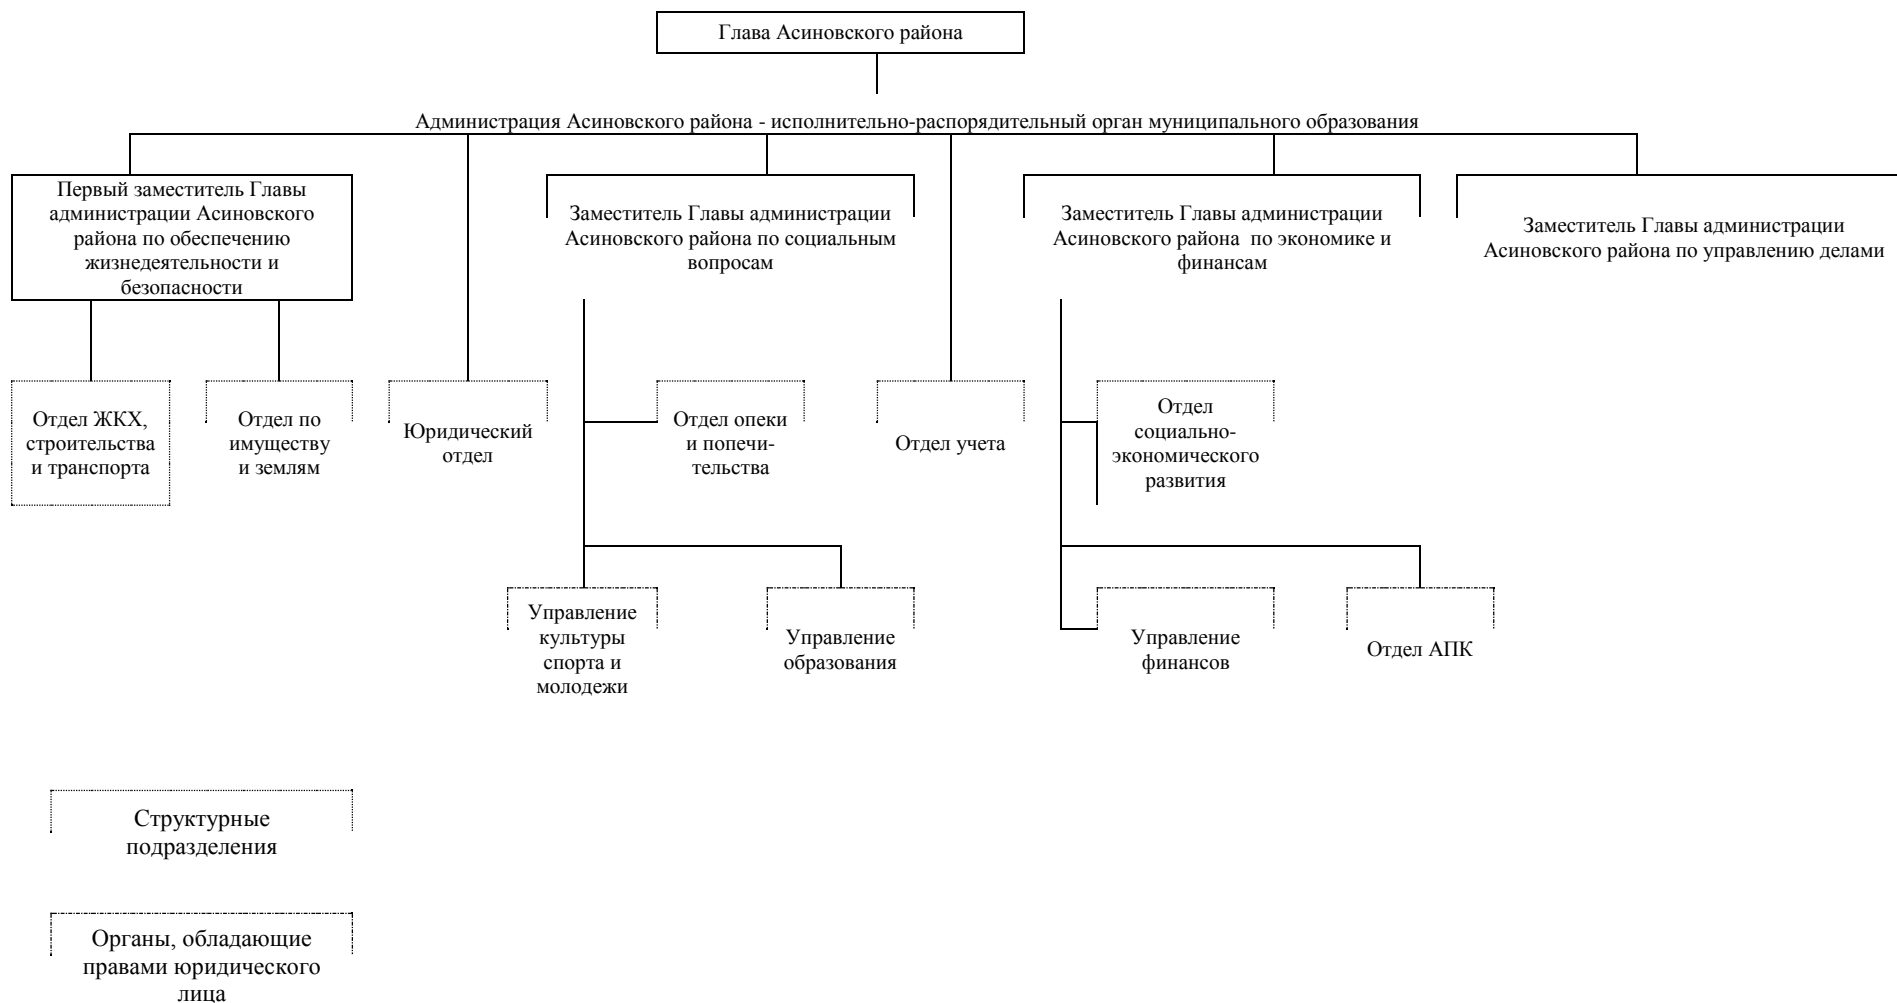 Глава Асиновского района
Администрация Асиновского района - исполнительно-распорядительный орган муниципального образования
Первый заместитель Главы
администрации Асиновского
района по обеспечению
жизнедеятельности и
безопасности
Заместитель Главы администрации
Асиновского района по социальным
вопросам
Заместитель Главы администрации
Асиновского района по экономике и
финансам
Заместитель Главы администрации
Асиновского района по управлению делами
Отдел ЖКХ,
строительства
и транспорта
Отдел по
имуществу
и землям
Юридический
отдел
Отдел опеки
и попечи-
тельства
Отдел учета
Отдел
социально-
экономического
развития
Управление
культуры
спорта и
молодежи
Управление
образования
Управление
финансов
Отдел АПК
Структурные
подразделения
Органы, обладающие
правами юридического
лица